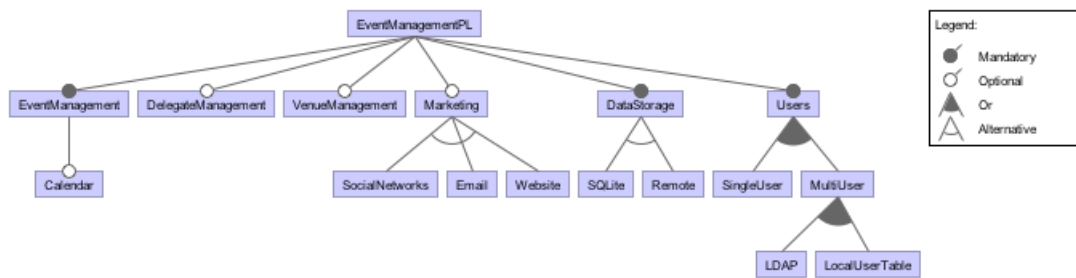 EventManagementPL
Legend:
Mandatory
Optional
Or
Alternative
EventManagement DelegateManagement VenueManagement Marketing DataStorage Users
Calendar SocialNetworks Email Website SQLite Remote SingleUser MultiUser
LDAP LocalUserTable